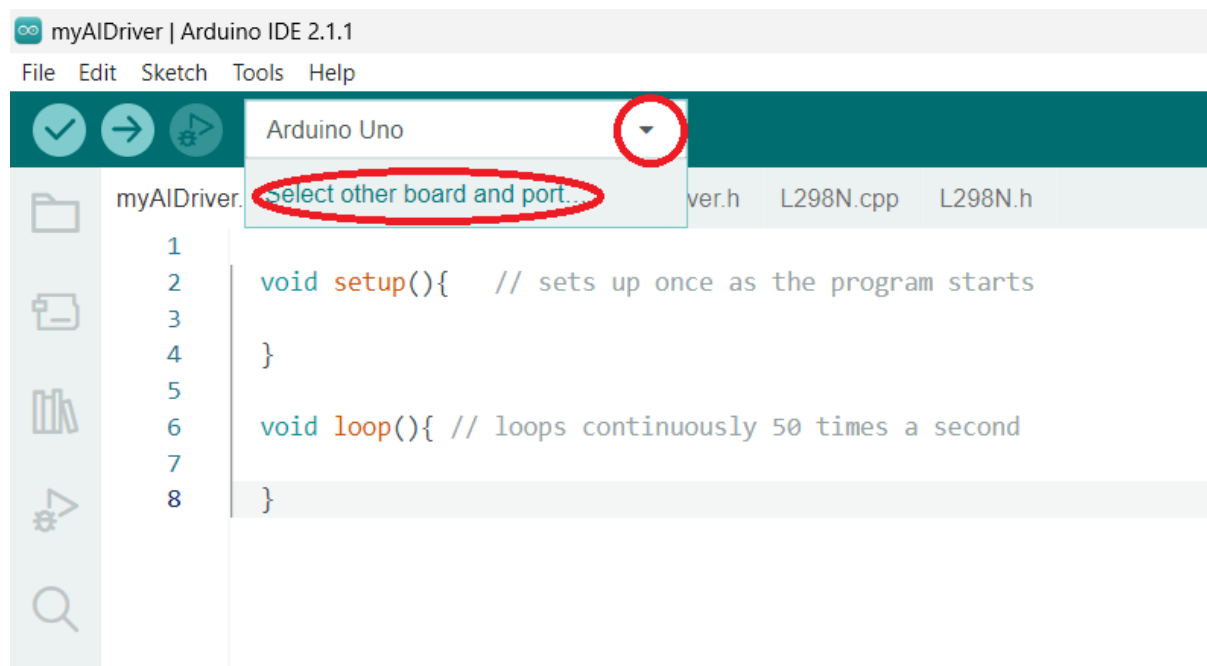 myAIDriver | Arduino IDE 2.1.1
File Edit Sketch Tools Help
Arduino Uno
Select other board and port...
myAIDriver. ver.h L298N.cpp L298N.h
1
2 void setup(){ // sets up once as the program starts
3
4 }
5
6 void loop(){ // loops continuously 50 times a second
7
8 }